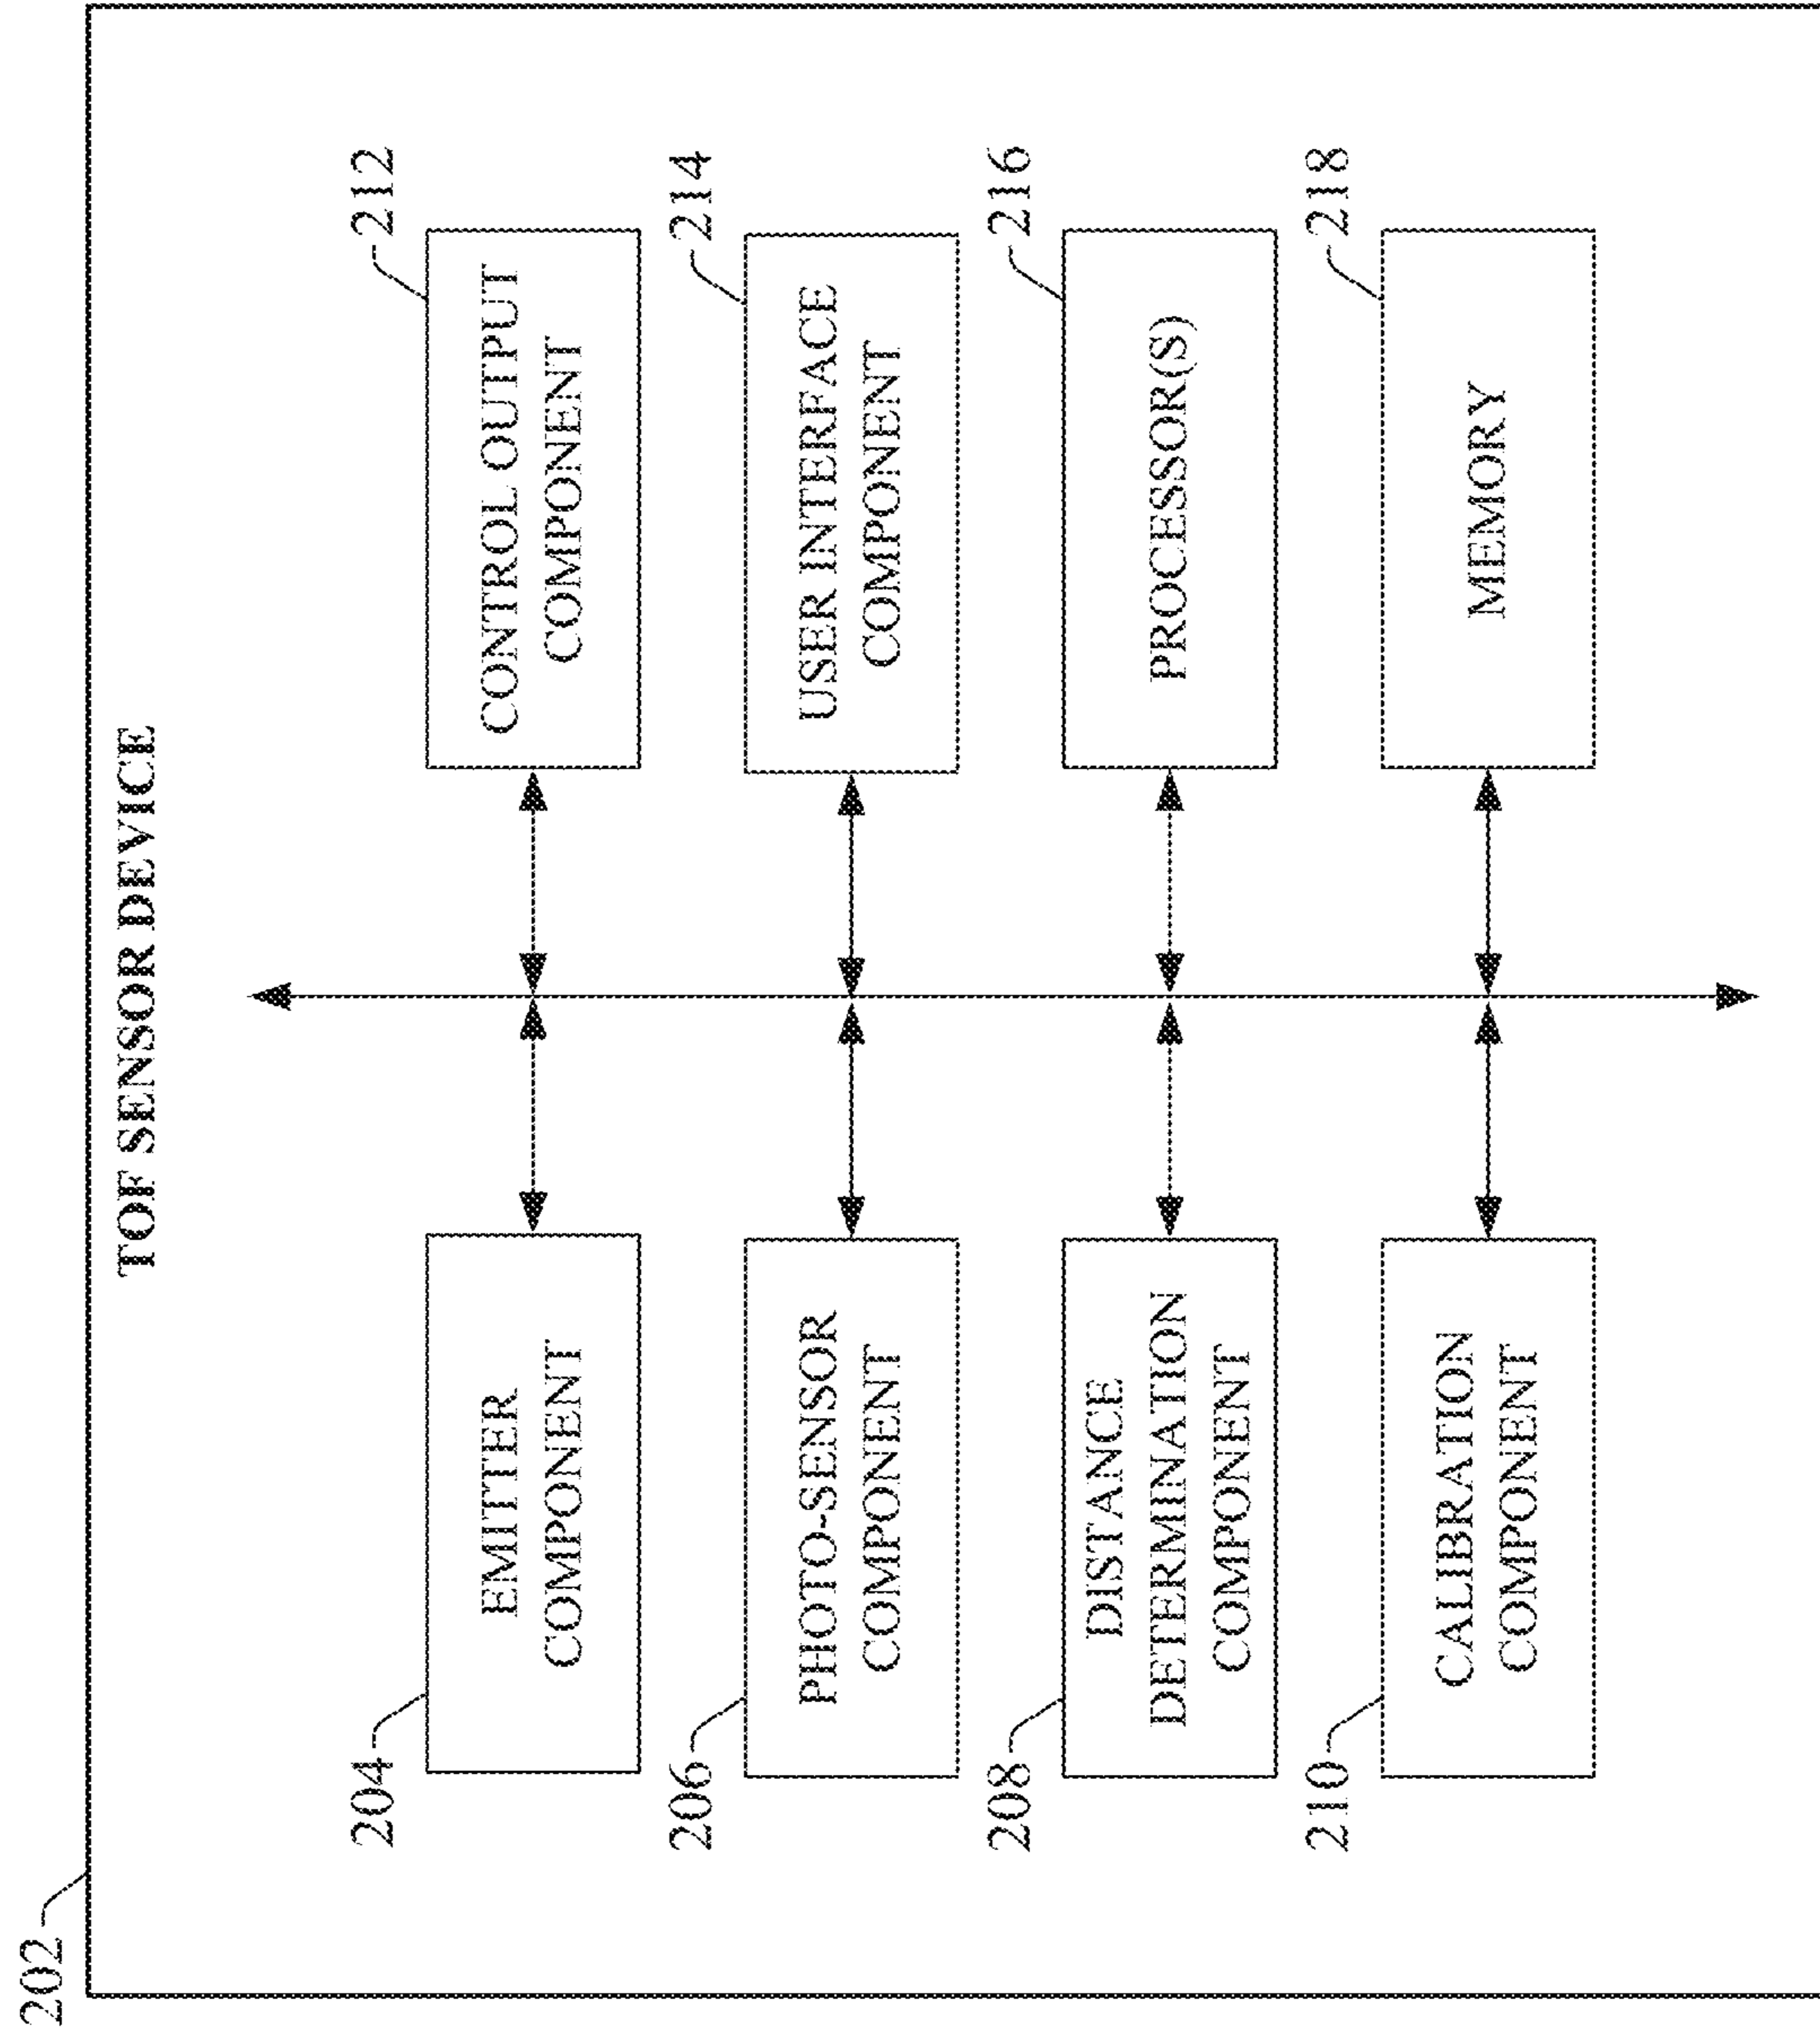 202
TOF SENSOR DEVICE
204
EMITTER
COMPONENT
212
CONTROL OUTPUT
COMPONENT
206
PHOTO-SENSOR
COMPONENT
214
USER INTERFACE
COMPONENT
208
DISTANCE
DETERMINATION
COMPONENT
216
PROCESSOR(S)
210
CALIBRATION
COMPONENT
218
MEMORY